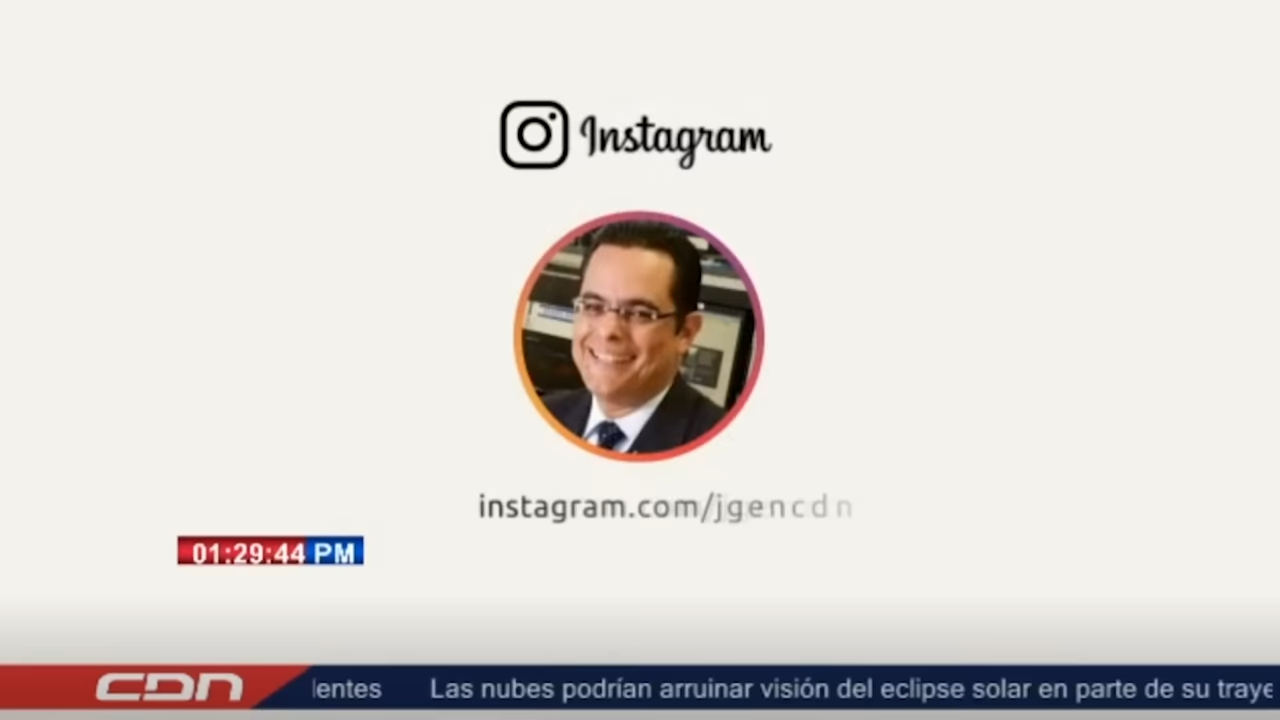 Instagram
instagram.com/jgencdn
01:29:44 PM
CDN
lentes Las nubes podrían arruinar visión del eclipse solar en parte de su traye